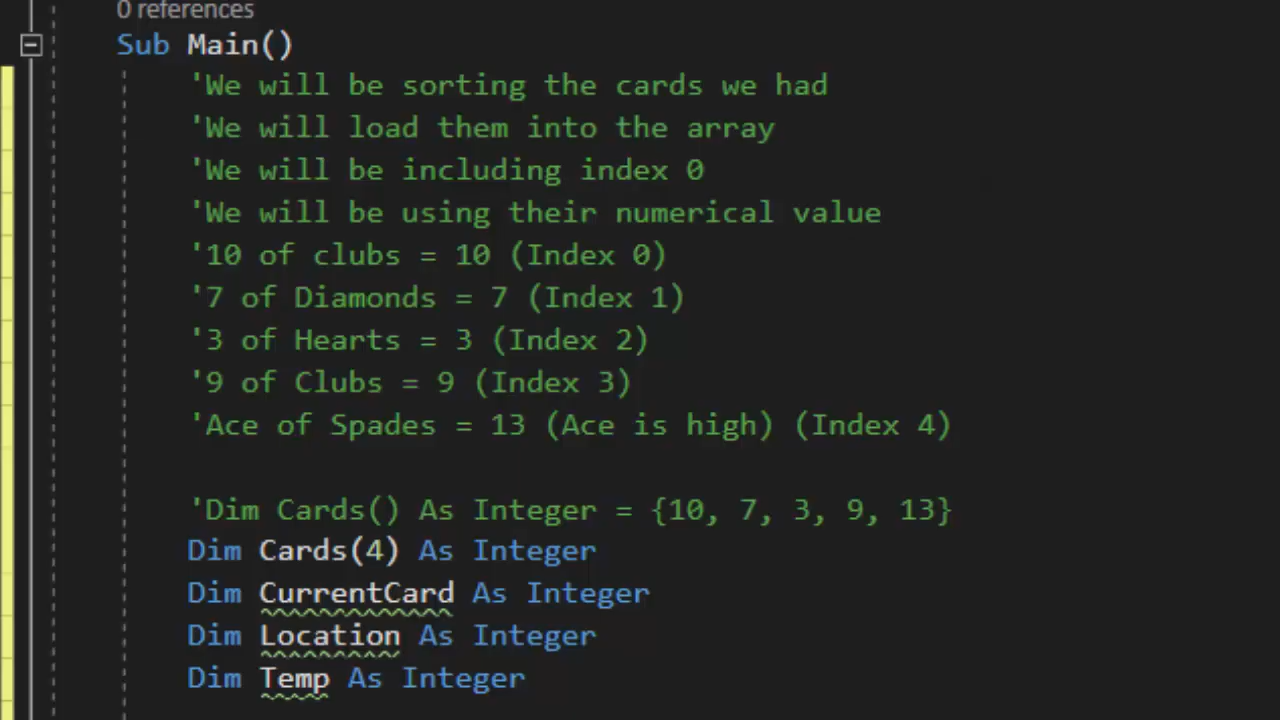 0 references
Sub Main()
'We will be sorting the cards we had
'We will load them into the array
'We will be including index 0
'We will be using their numerical value
'10 of clubs = 10 (Index 0)
'7 of Diamonds = 7 (Index 1)
'3 of Hearts = 3 (Index 2)
'9 of Clubs = 9 (Index 3)
'Ace of Spades = 13 (Ace is high) (Index 4)
'Dim Cards() As Integer = {10, 7, 3, 9, 13}
Dim Cards(4) As Integer
Dim CurrentCard As Integer
Dim Location As Integer
Dim Temp As Integer